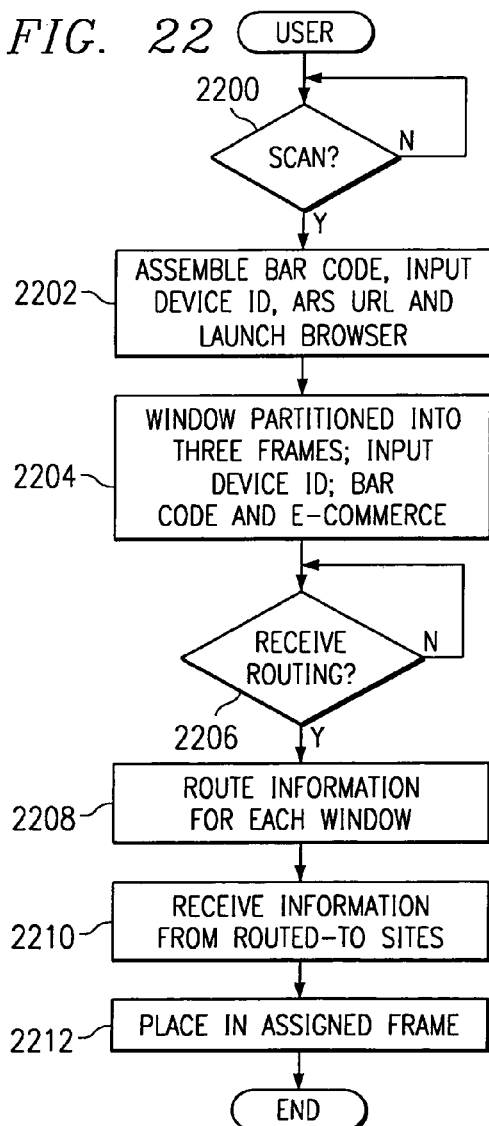 FIG. 22
USER
2200
SCAN?
N
Y
2202
ASSEMBLE BAR CODE, INPUT
DEVICE ID, ARS URL AND
LAUNCH BROWSER
2204
WINDOW PARTITIONED INTO
THREE FRAMES; INPUT
DEVICE ID; BAR
CODE AND E-COMMERCE
RECEIVE
ROUTING?
N
2206
Y
2208
ROUTE INFORMATION
FOR EACH WINDOW
2210
RECEIVE INFORMATION
FROM ROUTED-TO SITES
2212
PLACE IN ASSIGNED FRAME
END